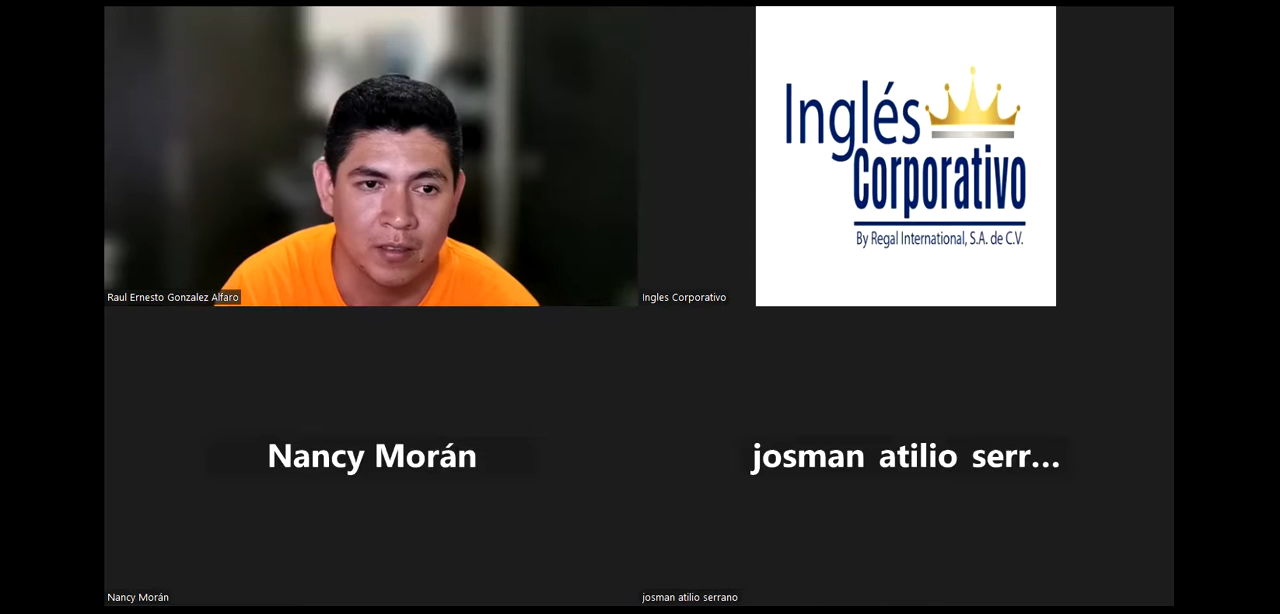 Inglés
Corporativo
By Regal International, S.A. de C.V.
Raul Ernesto Gonzalez Alfaro
Ingles Corporativo
Nancy Morán
josman atilio serr...
Nancy Morán
josman atilio serrano